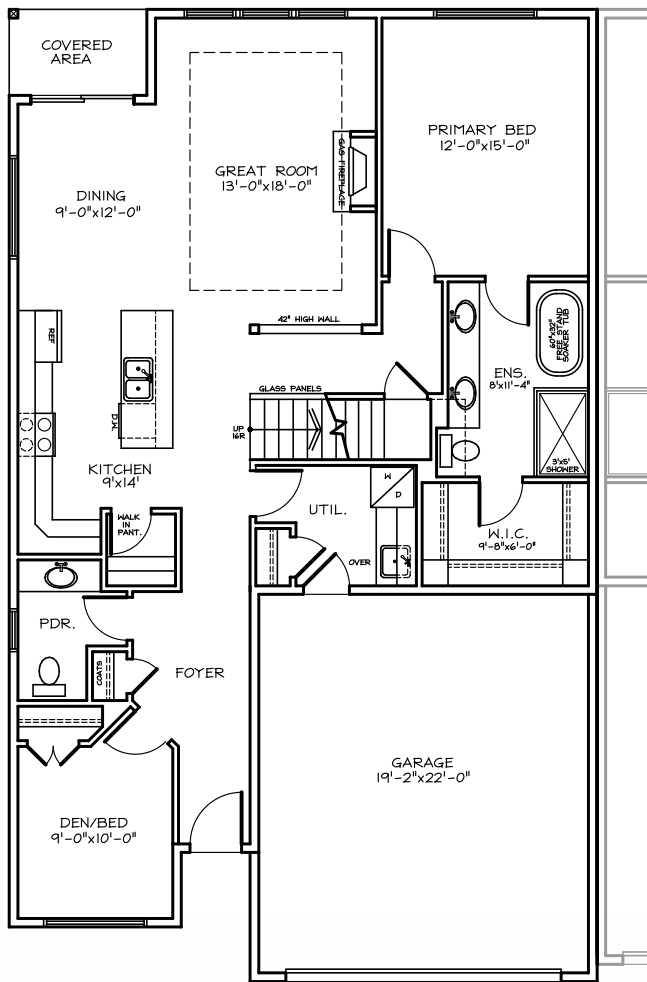 COVERED
AREA
PRIMARY BED
12'-0"x15'-0"
GREAT ROOM
13'-0"x18'-0"
GAS FIREPLACE
DINING
9'-0"x12'-0"
42" HIGH WALL
REF
60"x32"
FREE STAND
SOAKER TUB
ENS.
8'x11'-4"
GLASS PANELS
D.W.
UP
16R
KITCHEN
9'x14'
3'x5'
SHOWER
W
D
UTIL.
WALK
IN
PANT.
W.I.C.
9'-8"x6'-0"
OVER
PDR.
COATS
FOYER
GARAGE
19'-2"x22'-0"
DEN/BED
9'-0"x10'-0"